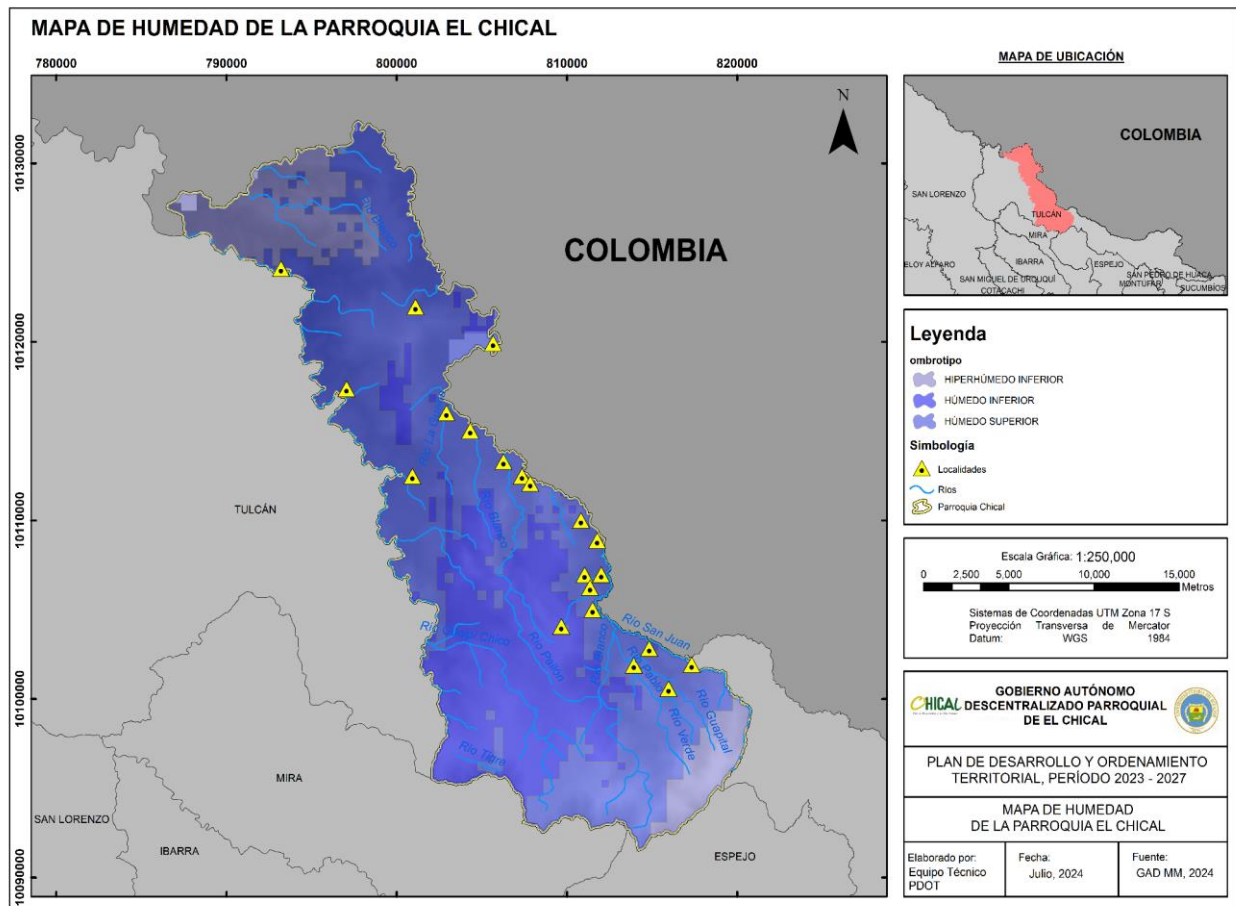 MAPA DE HUMEDAD DE LA PARROQUIA EL CHICAL
780000
790000
800000
810000
820000
10130000
10120000
10110000
10100000
10090000
N
COLOMBIA
TULCÁN
MIRA
SAN LORENZO
IBARRA
ESPEJO
Río Blanco
Río Pailón
Río Chico
Río Tigre
Río Blanco
Río San Juan
Río Verde
Río Guapital
MAPA DE UBICACIÓN
COLOMBIA
SAN LORENZO
TULCÁN
MIRA
IBARRA
ESPEJO
ELOY ALFARO
SAN MIGUEL DE URQUQUÍ
COTACACHI
SAN PEDRO DE HUACA
MONTÚFAR
SUCUMBÍOS
Leyenda
ombrotipo
HIPERHÚMEDO INFERIOR
HÚMEDO INFERIOR
HÚMEDO SUPERIOR
Simbología
Localidades
Rios
Parroquia Chical
Escala Gráfica: 1:250,000
0 2,500 5,000 10,000 15,000
Metros
Sistemas de Coordenadas UTM Zona 17 S
Proyección Transversa de Mercator
Datum: WGS 1984
CHICAL
GOBIERNO AUTÓNOMO
DESCENTRALIZADO PARROQUIAL
DE EL CHICAL
PLAN DE DESARROLLO Y ORDENAMIENTO
TERRITORIAL, PERÍODO 2023 - 2027
MAPA DE HUMEDAD
DE LA PARROQUIA EL CHICAL
Elaborado por:
Equipo Técnico
PDOT
Fecha:
Julio, 2024
Fuente:
GAD MM, 2024